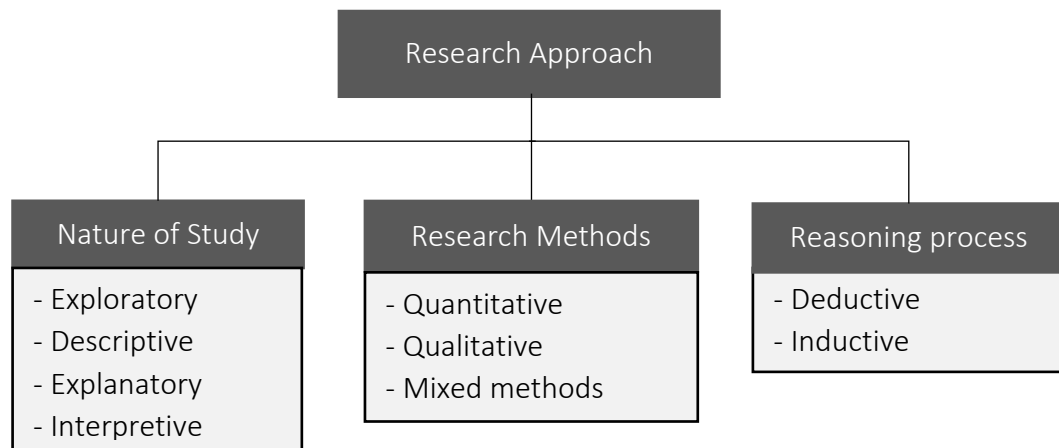 Research Approach
Nature of Study
- Exploratory
- Descriptive
- Explanatory
- Interpretive
Research Methods
- Quantitative
- Qualitative
- Mixed methods
Reasoning process
- Deductive
- Inductive